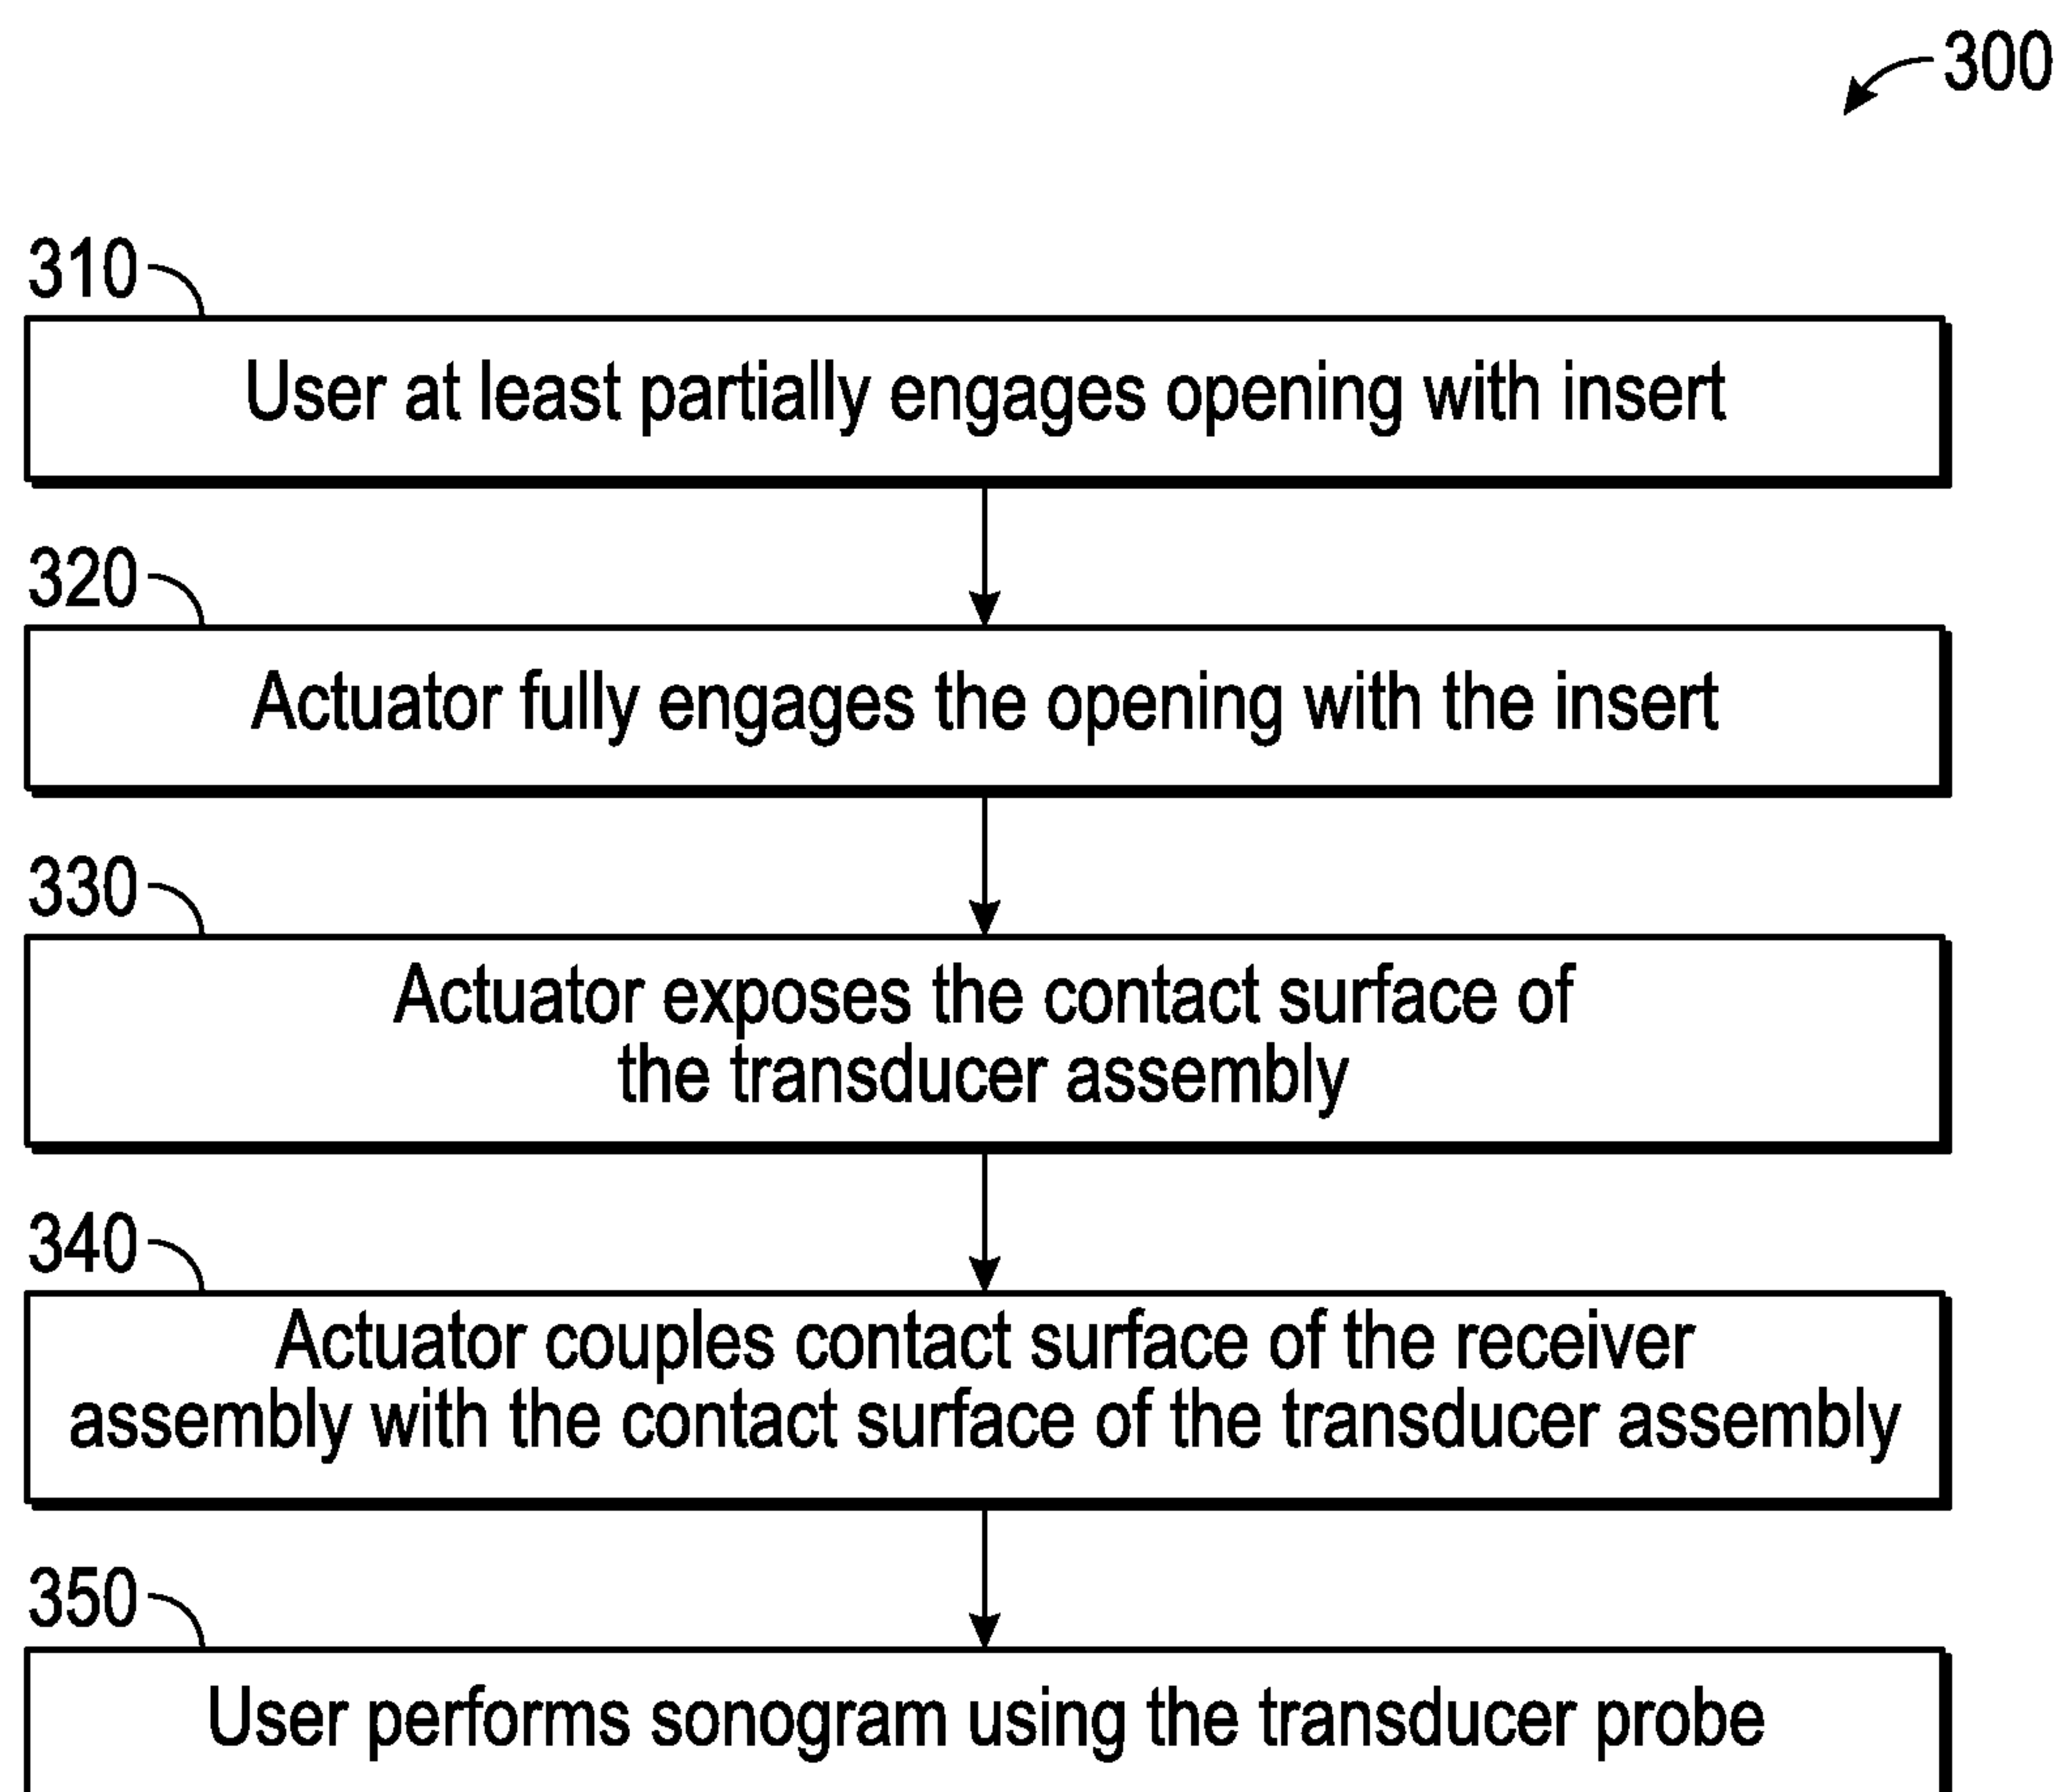 300
310
User at least partially engages opening with insert
320
Actuator fully engages the opening with the insert
330
Actuator exposes the contact surface of
the transducer assembly
340
Actuator couples contact surface of the receiver
assembly with the contact surface of the transducer assembly
350
User performs sonogram using the transducer probe